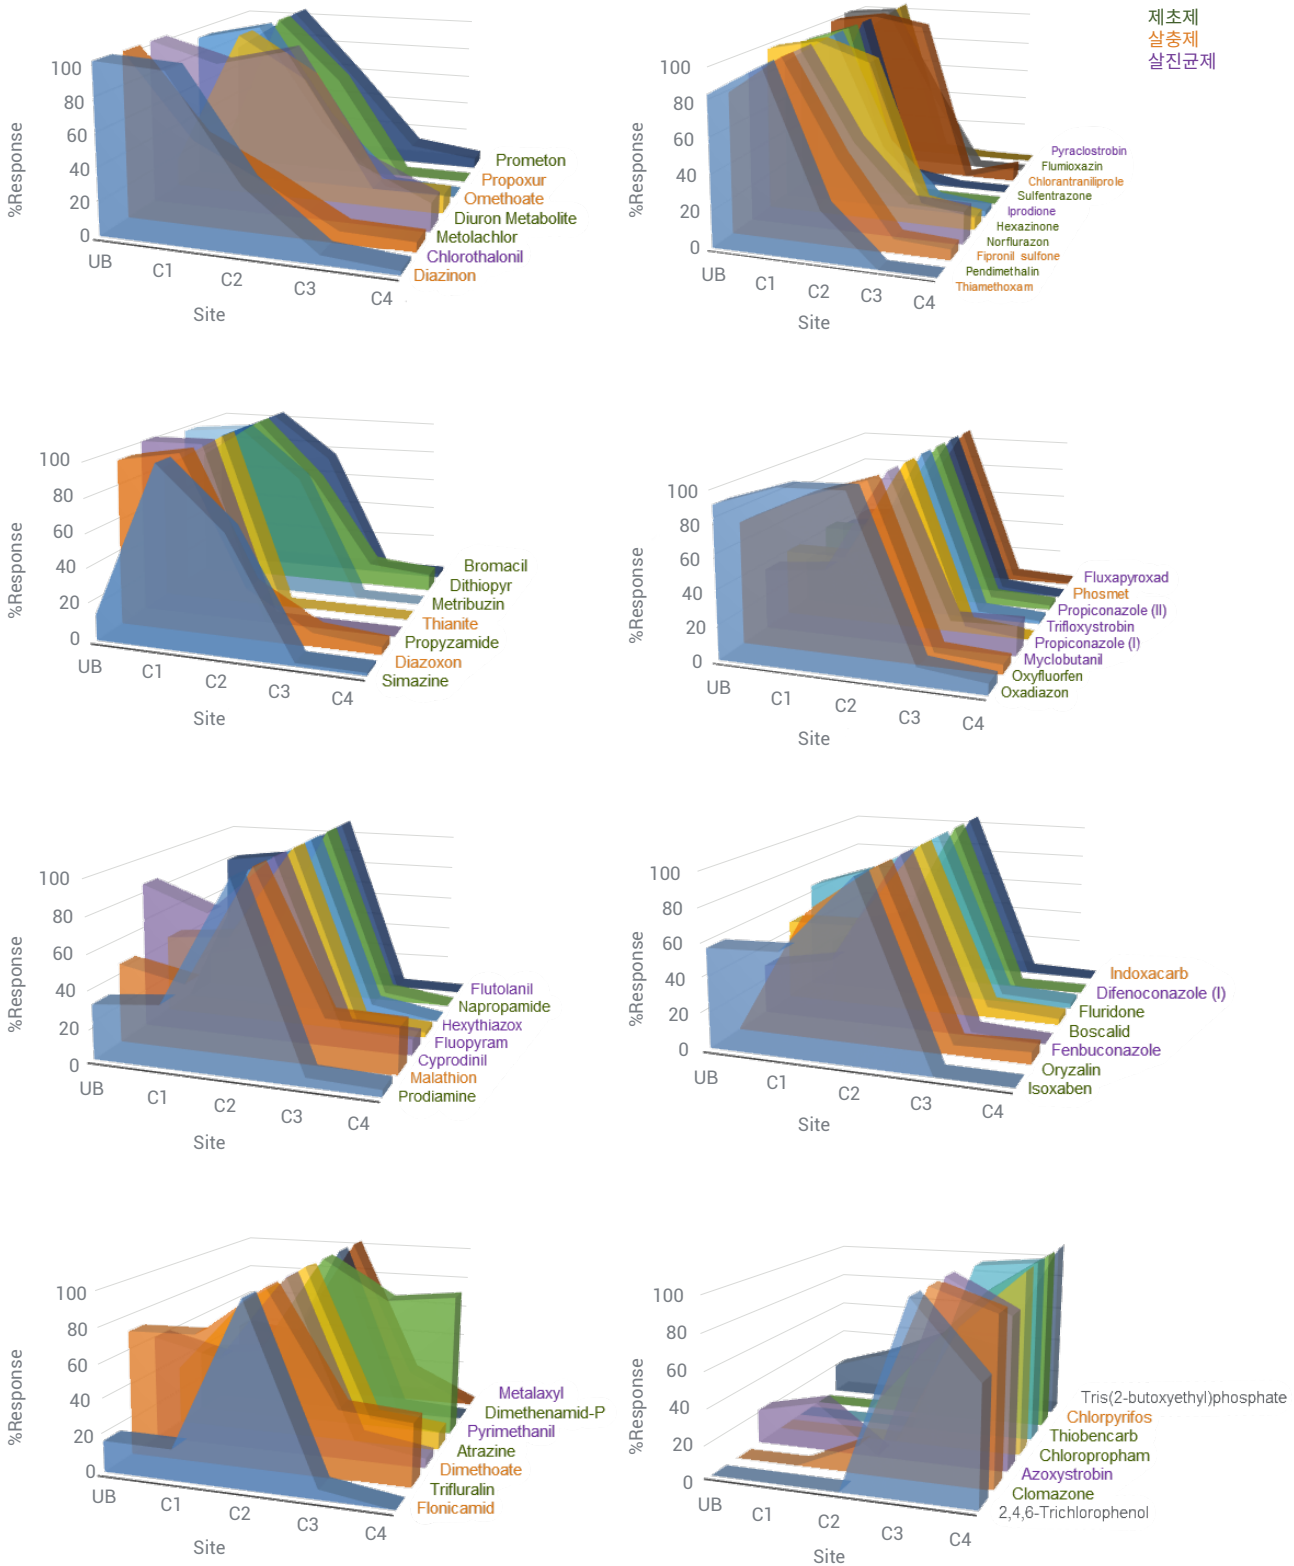 제초제
살충제
살진균제
%Response
100
80
60
40
20
0
UB
C1
C2
C3
C4
Site
Prometon
Propoxur
Omethoate
Diuron Metabolite
Metolachlor
Chlorothalonil
Diazinon
%Response
100
80
60
40
20
0
UB
C1
C2
C3
C4
Site
Pyraclostrobin
Flumioxazin
Chlorantraniliprole
Sulfentrazone
Iprodione
Hexazinone
Norflurazon
Fipronil sulfone
Pendimethalin
Thiamethoxam
%Response
100
80
60
40
20
0
UB
C1
C2
C3
C4
Site
Bromacil
Dithiopyr
Metribuzin
Thianite
Propyzamide
Diazoxon
Simazine
%Response
100
80
60
40
20
0
UB
C1
C2
C3
C4
Site
Fluxapyroxad
Phosmet
Propiconazole (II)
Trifloxystrobin
Propiconazole (I)
Myclobutanil
Oxyfluorfen
Oxadiazon
%Response
100
80
60
40
20
0
UB
C1
C2
C3
C4
Site
Flutolanil
Napropamide
Hexythiazox
Fluopyram
Cyprodinil
Malathion
Prodiamine
%Response
100
80
60
40
20
0
UB
C1
C2
C3
C4
Site
Indoxacarb
Difenoconazole (I)
Fluridone
Boscalid
Fenbuconazole
Oryzalin
Isoxaben
%Response
100
80
60
40
20
0
UB
C1
C2
C3
C4
Site
Metalaxyl
Dimethenamid-P
Pyrimethanil
Atrazine
Dimethoate
Trifluralin
Flonicamid
%Response
100
80
60
40
20
0
UB
C1
C2
C3
C4
Site
Tris(2-butoxyethyl)phosphate
Chlorpyrifos
Thiobencarb
Chloropropham
Azoxystrobin
Clomazone
2,4,6-Trichlorophenol